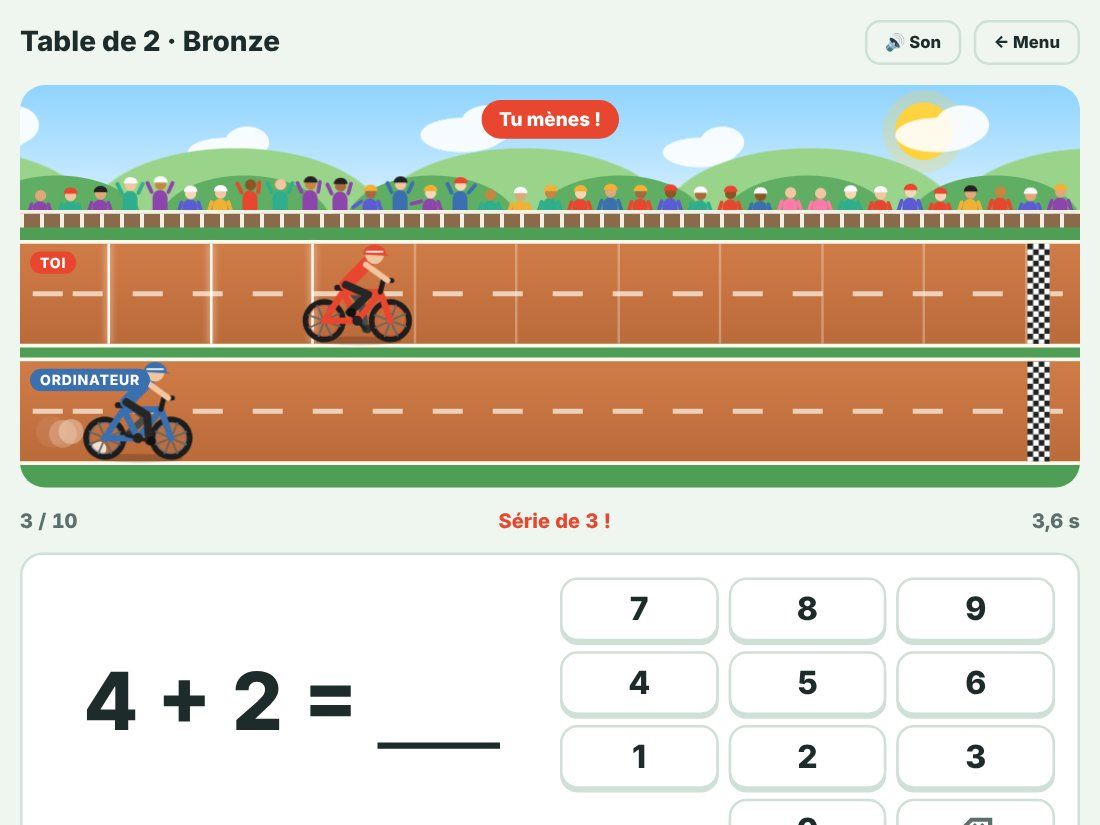 Table de 2 · Bronze
🔊 Son
← Menu
Tu mènes !
TOI
ORDINATEUR
3 / 10
Série de 3 !
3,6 s
4 + 2 = ___
7 8 9
4 5 6
1 2 3